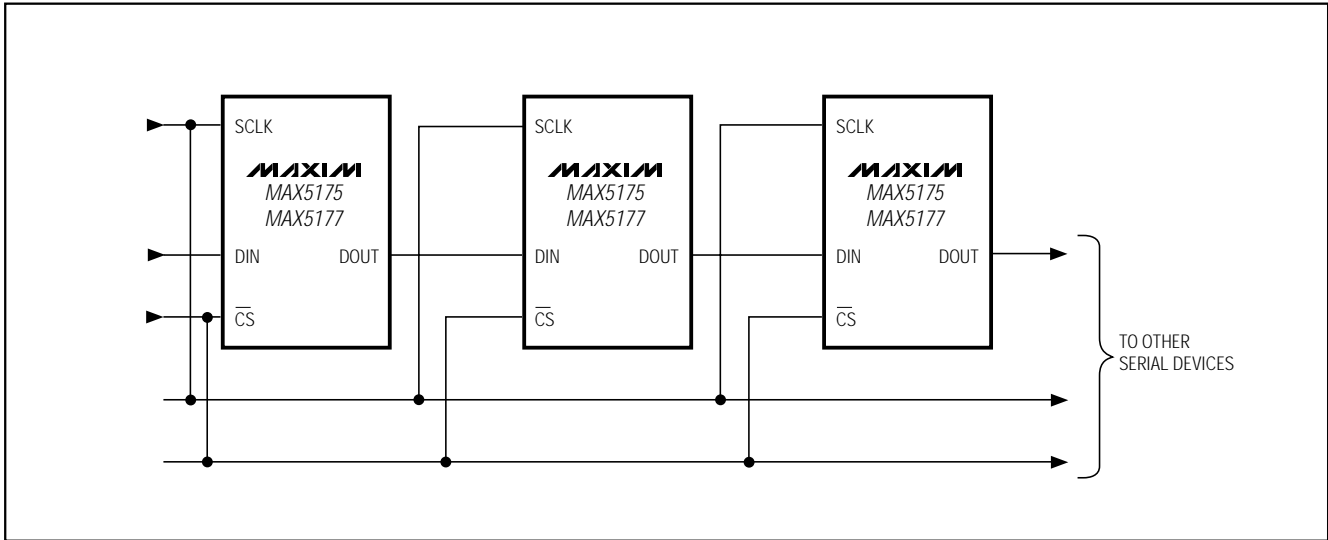 SCLK
MAXIM
MAX5175
MAX5177
DIN DOUT
CS
SCLK
MAXIM
MAX5175
MAX5177
DIN DOUT
CS
SCLK
MAXIM
MAX5175
MAX5177
DIN DOUT
CS
TO OTHER
SERIAL DEVICES